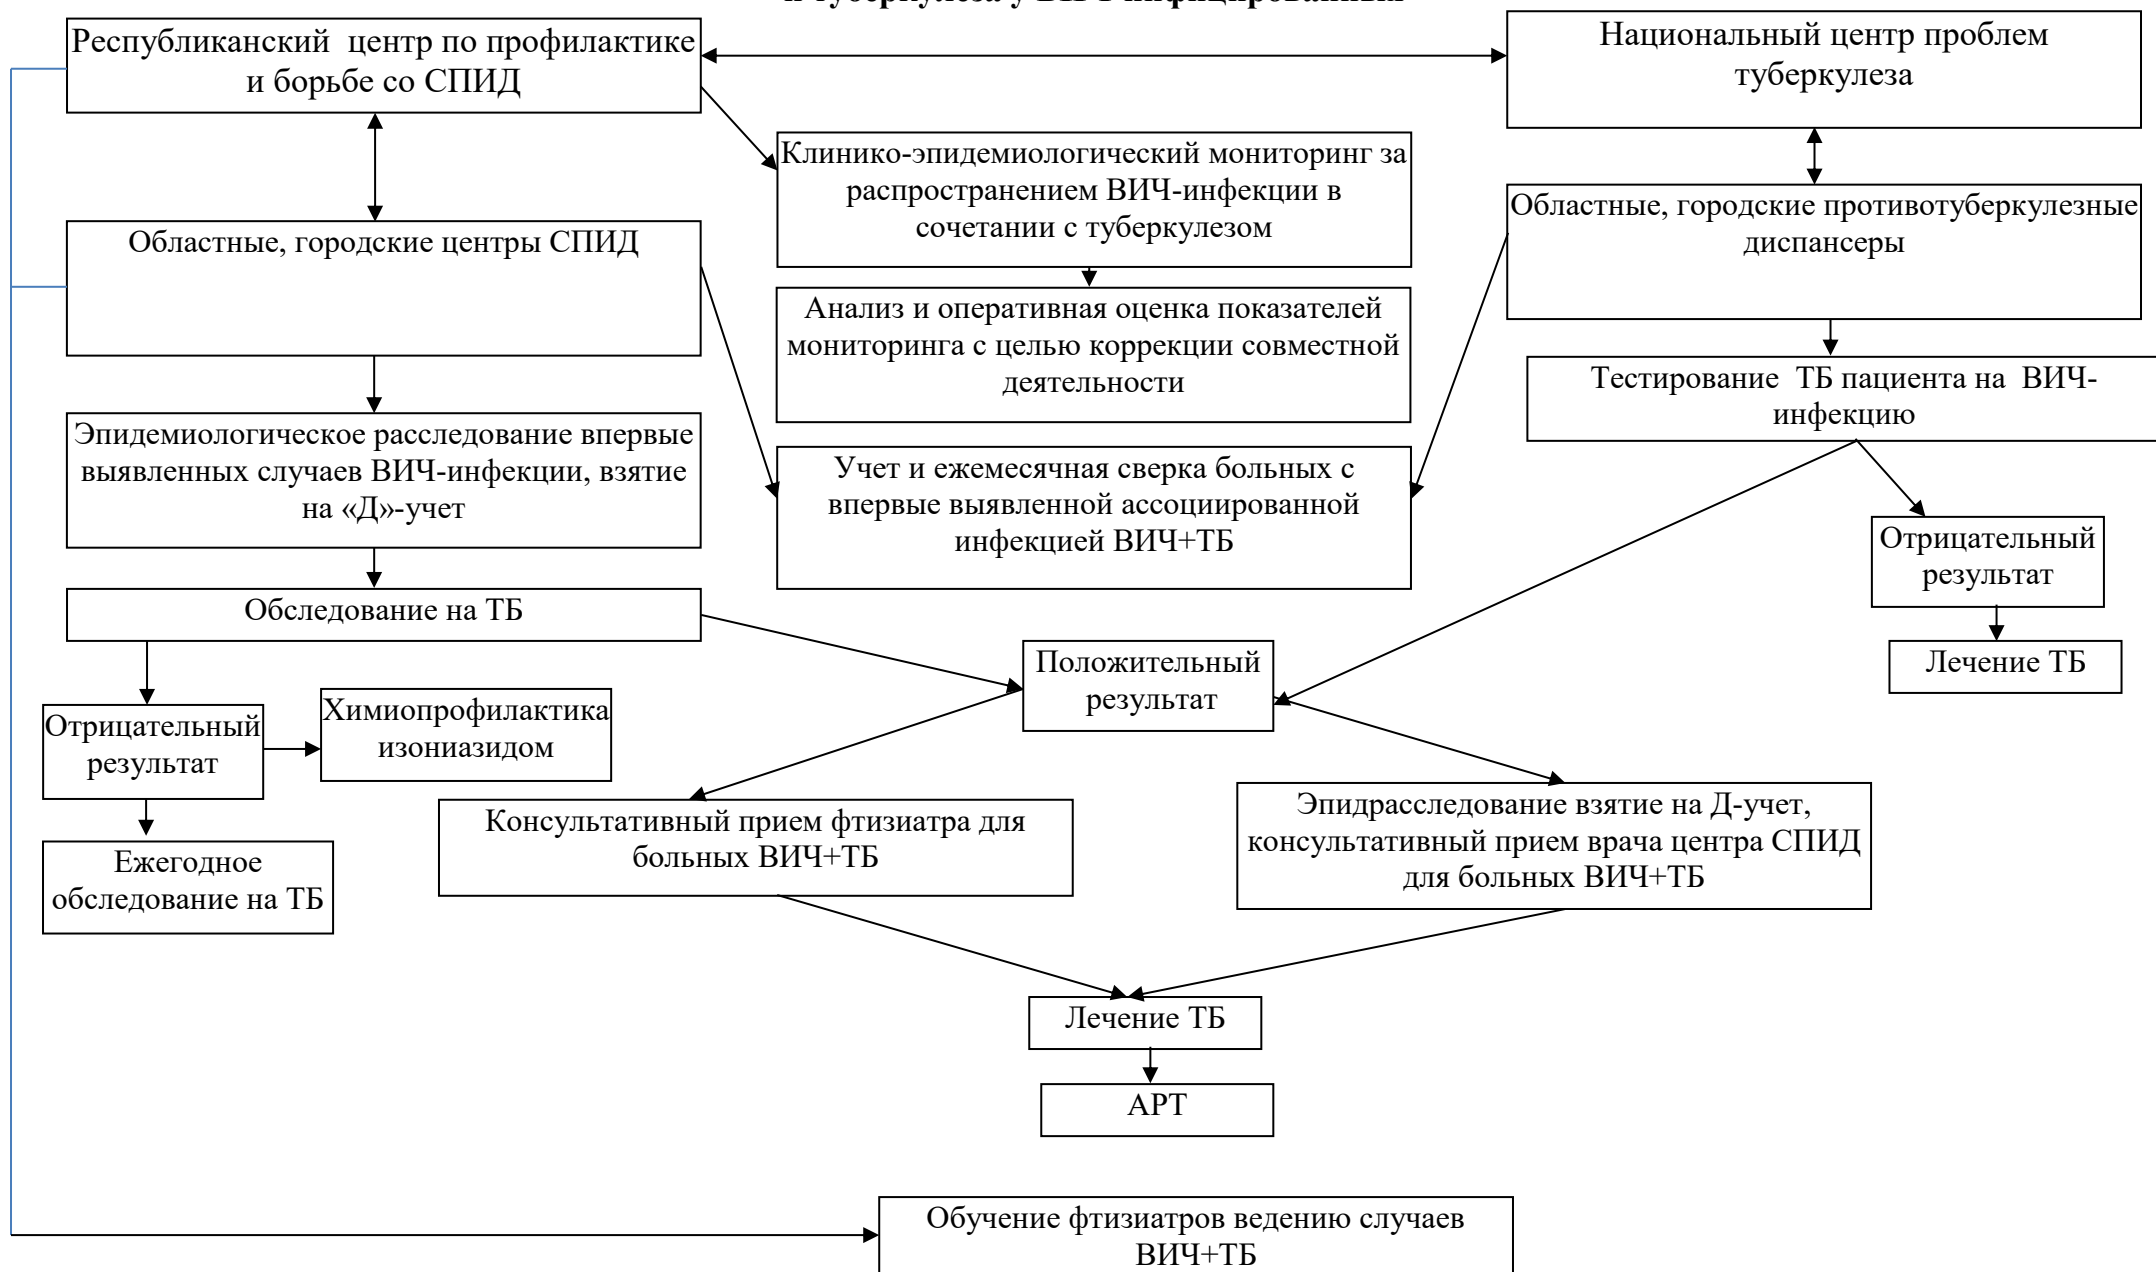 и туберкулеза у ВИЧ-инфицированных
Республиканский центр по профилактике
и борьбе со СПИД
Национальный центр проблем
туберкулеза
Клинико-эпидемиологический мониторинг за
распространением ВИЧ-инфекции в
сочетании с туберкулезом
Областные, городские центры СПИД
Областные, городские противотуберкулезные
диспансеры
Анализ и оперативная оценка показателей
мониторинга с целью коррекции совместной
деятельности
Тестирование ТБ пациента на ВИЧ-
инфекцию
Эпидемиологическое расследование впервые
выявленных случаев ВИЧ-инфекции, взятие
на «Д»-учет
Учет и ежемесячная сверка больных с
впервые выявленной ассоциированной
инфекцией ВИЧ+ТБ
Отрицательный
результат
Обследование на ТБ
Положительный
результат
Лечение ТБ
Отрицательный
результат
Химиопрофилактика
изониазидом
Консультативный прием фтизиатра для
больных ВИЧ+ТБ
Эпидрасследование взятие на Д-учет,
консультативный прием врача центра СПИД
для больных ВИЧ+ТБ
Ежегодное
обследование на ТБ
Лечение ТБ
АРТ
Обучение фтизиатров ведению случаев
ВИЧ+ТБ